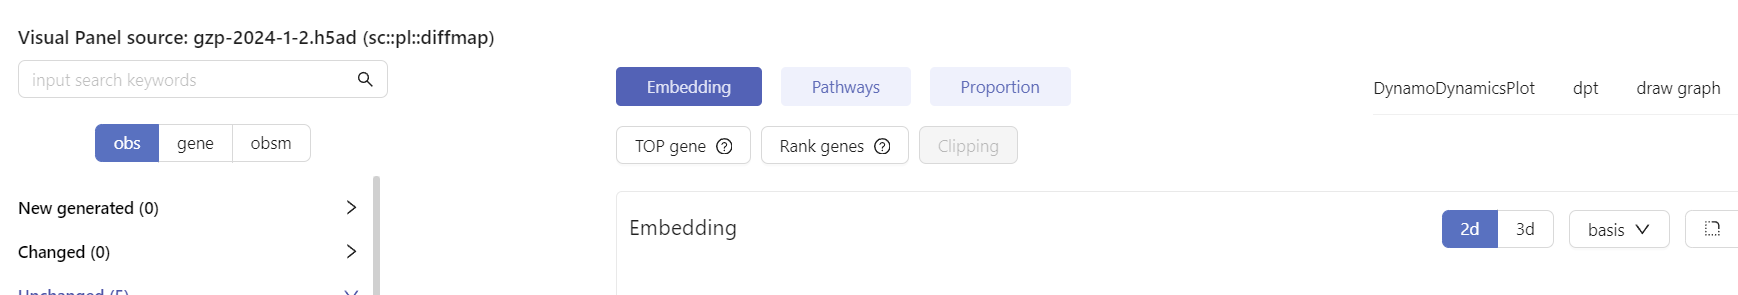 Visual Panel source: gzp-2024-1-2.h5ad (sc::pl::diffmap)
input search keywords
obs gene obsm
New generated (0)
Changed (0)
Unchanged (5)
Embedding Pathways Proportion
DynamoDynamicsPlot dpt draw graph
TOP gene Rank genes Clipping
Embedding
2d 3d basis